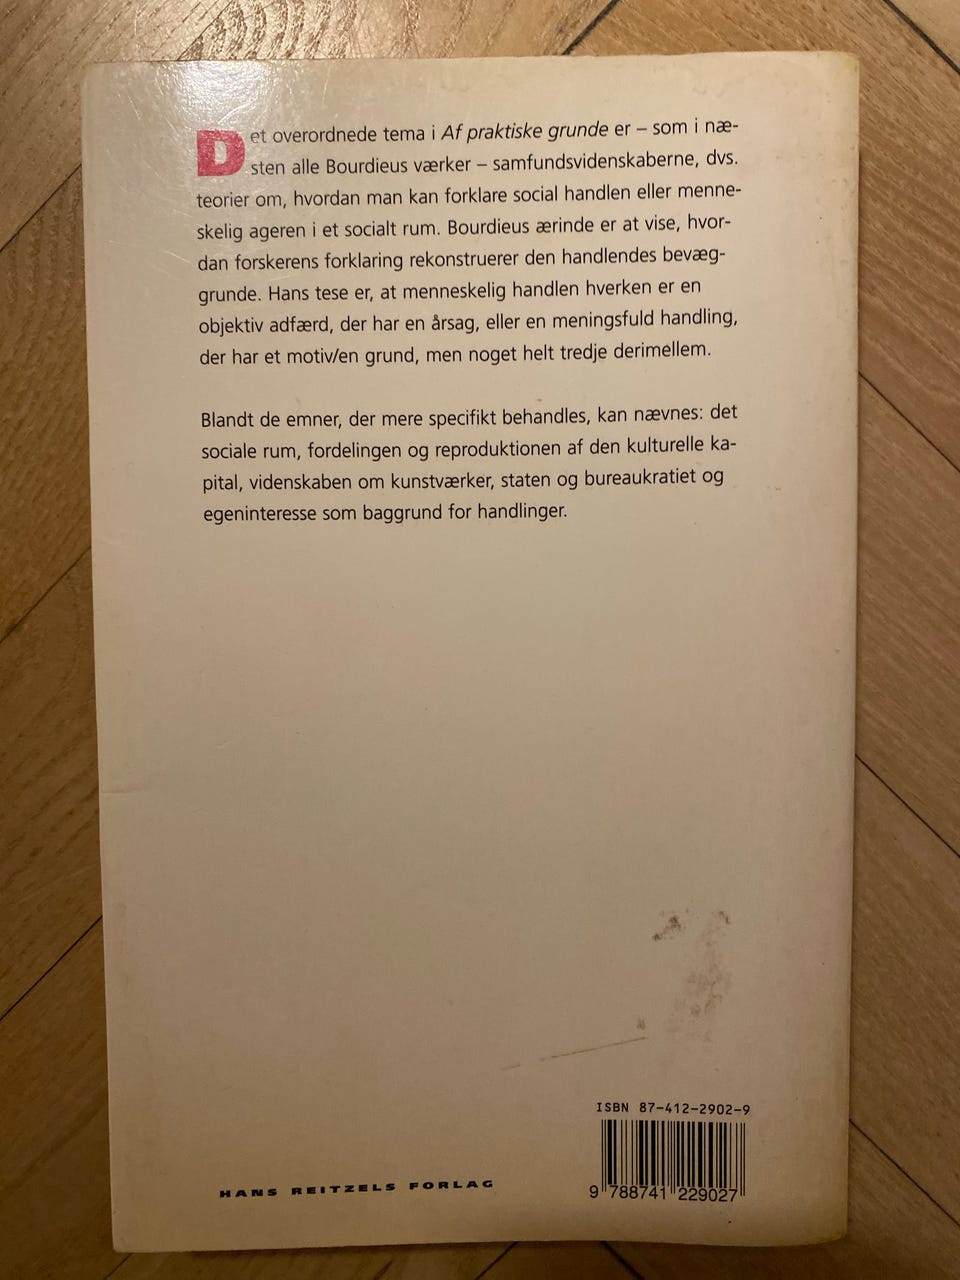 Det overordnede tema i Af praktiske grunde er – som i næ-
sten alle Bourdieus værker – samfundsvidenskaberne, dvs.
teorier om, hvordan man kan forklare social handlen eller menne-
skelig ageren i et socialt rum. Bourdieus ærinde er at vise, hvor-
dan forskerens forklaring rekonstruerer den handlendes bevæg-
grunde. Hans tese er, at menneskelig handlen hverken er en
objektiv adfærd, der har en årsag, eller en meningsfuld handling,
der har et motiv/en grund, men noget helt tredje derimellem.
Blandt de emner, der mere specifikt behandles, kan nævnes: det
sociale rum, fordelingen og reproduktionen af den kulturelle ka-
pital, videnskaben om kunstværker, staten og bureaukratiet og
egeninteresse som baggrund for handlinger.
ISBN 87-412-2902-9
9 788741 229027
HANS REITZELS FORLAG